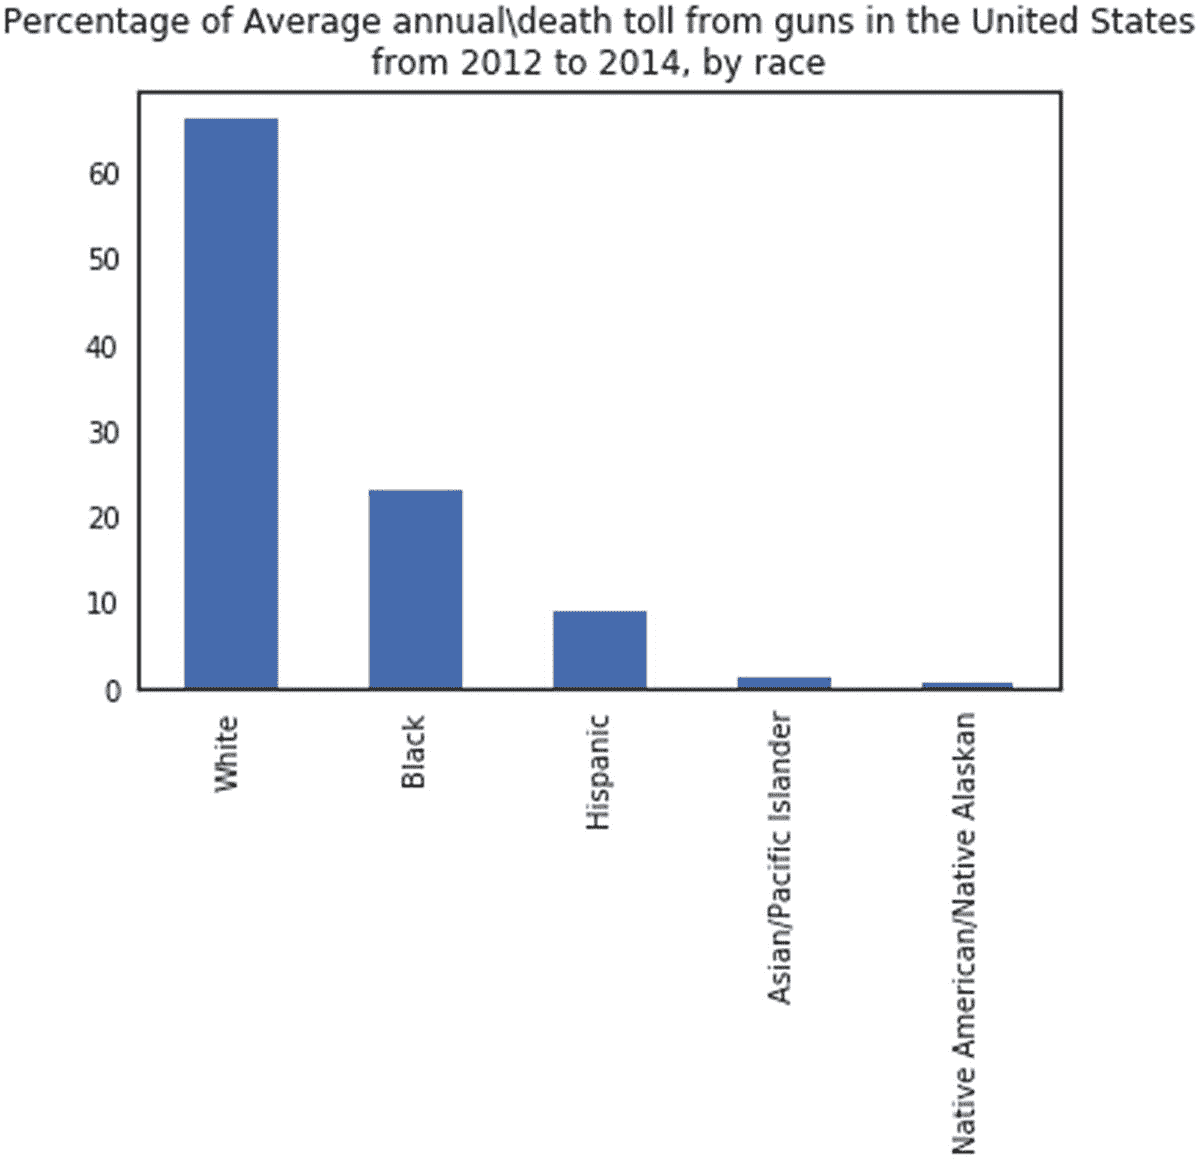 Percentage of Average annual\death toll from guns in the United States
from 2012 to 2014, by race
60
50
40
30
20
10
0
White
Black
Hispanic
Asian/Pacific Islander
Native American/Native Alaskan